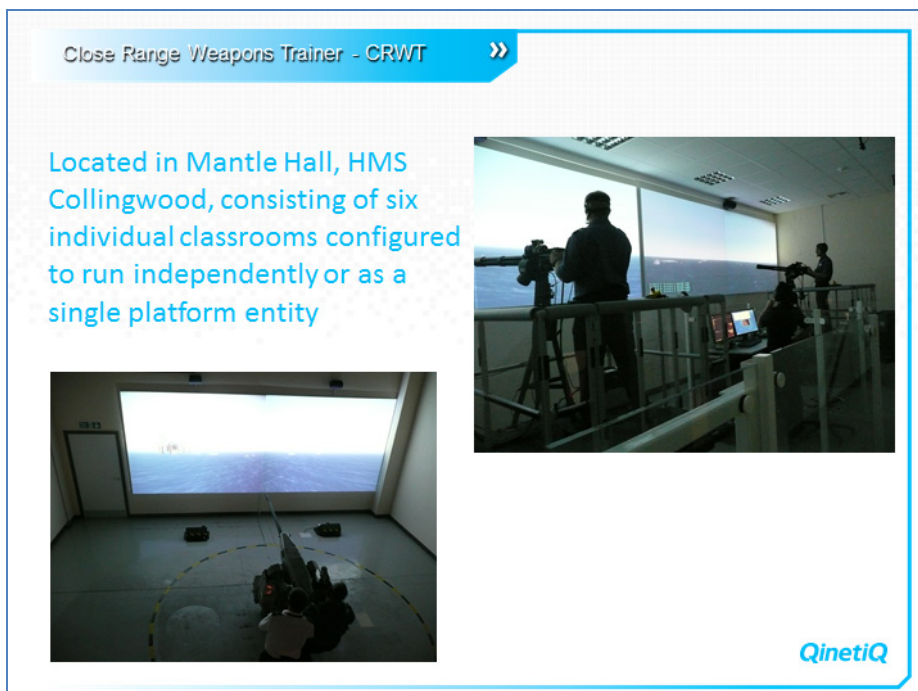 Close Range Weapons Trainer - CRWT
Located in Mantle Hall, HMS
Collingwood, consisting of six
individual classrooms configured
to run independently or as a
single platform entity
QinetiQ